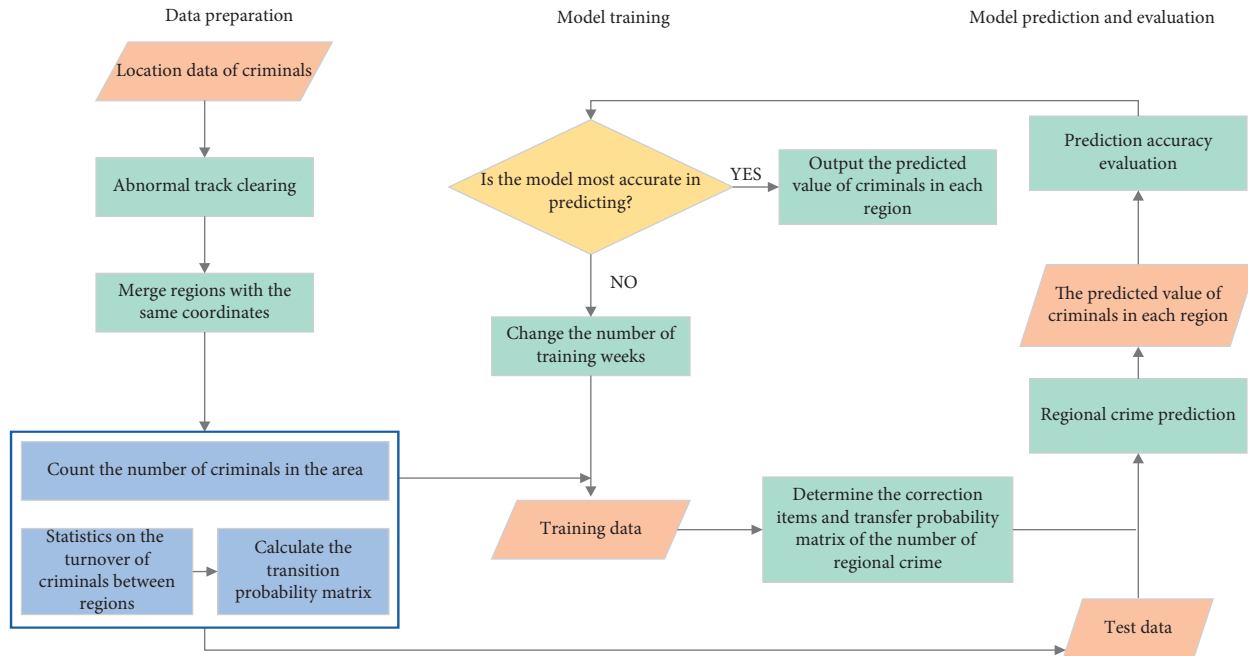 Data preparation
Model training
Model prediction and evaluation
Location data of criminals
Abnormal track clearing
Merge regions with the
same coordinates
Count the number of criminals in the area
Statistics on the
turnover of
criminals between
regions
Calculate the
transition
probability matrix
Is the model most accurate in
predicting?
YES
Output the predicted
value of criminals in each
region
NO
Change the number of
training weeks
Training data
Determine the correction
items and transfer probability
matrix of the number of
regional crime
Prediction accuracy
evaluation
The predicted value of
criminals in each region
Regional crime prediction
Test data